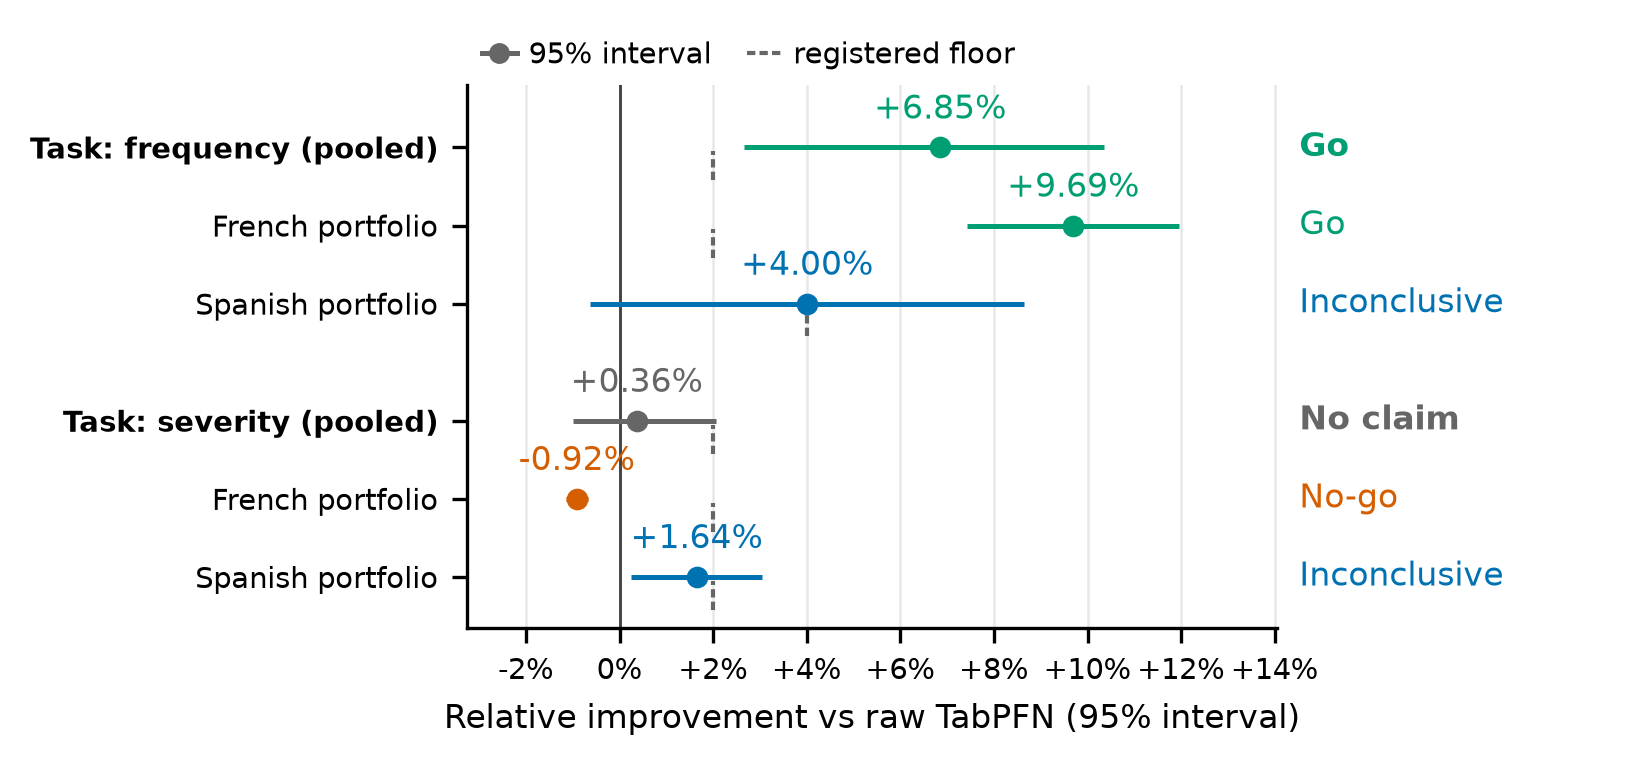 95% interval
registered floor
+6.85%
Task: frequency (pooled)
Go
+9.69%
French portfolio
Go
+4.00%
Spanish portfolio
Inconclusive
+0.36%
Task: severity (pooled)
No claim
-0.92%
French portfolio
No-go
+1.64%
Spanish portfolio
Inconclusive
-2% 0% +2% +4% +6% +8% +10% +12% +14%
Relative improvement vs raw TabPFN (95% interval)